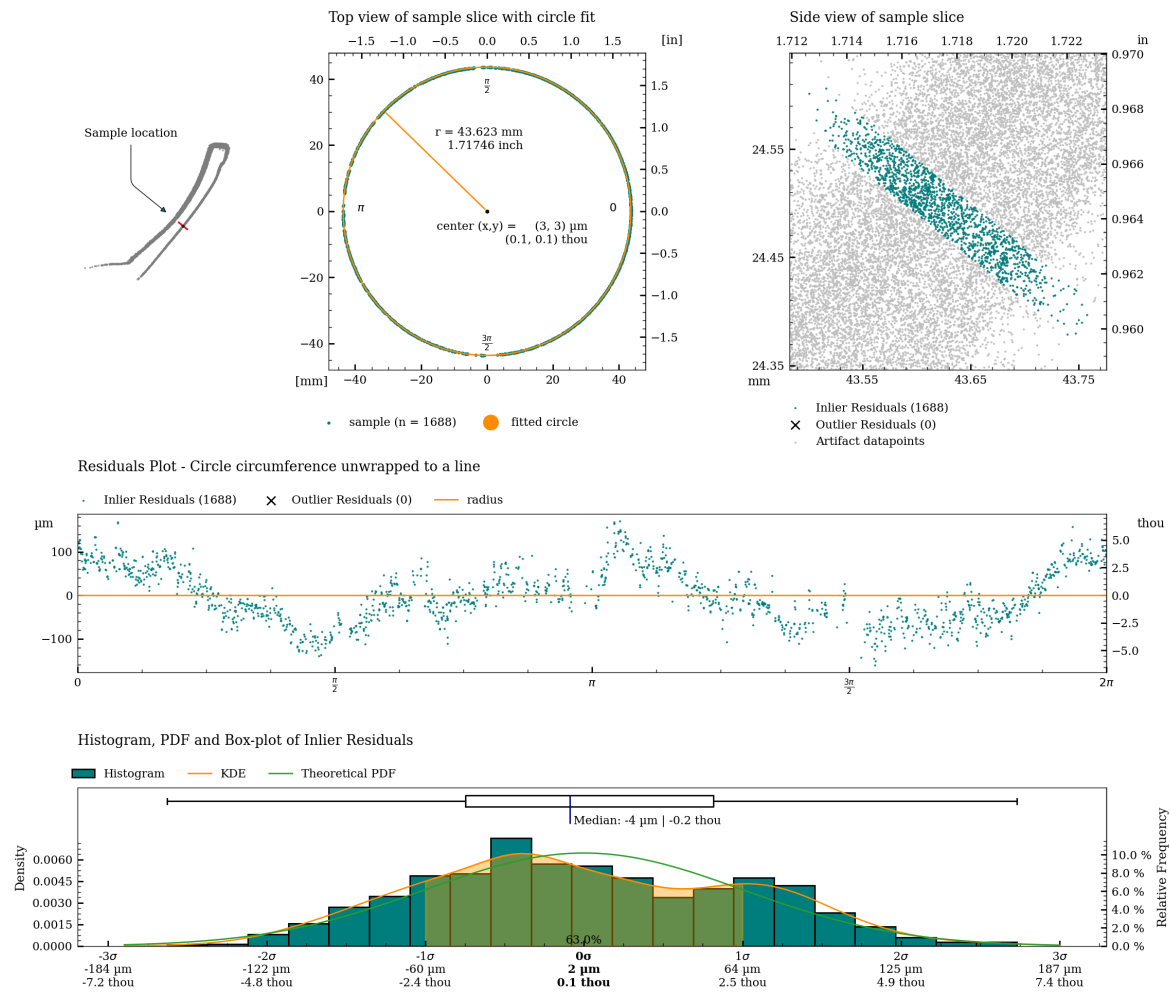 Top view of sample slice with circle fit
Side view of sample slice
−1.5 −1.0 −0.5 0.0 0.5 1.0 1.5 [in]
1.712 1.714 1.716 1.718 1.720 1.722 in
Sample location
40 20 0 −20 −40
[mm] −40 −20 0 20 40
1.5 1.0 0.5 0.0 −0.5 −1.0 −1.5
π/2
r = 43.623 mm
1.71746 inch
π
0
center (x,y) = (3, 3) µm
(0.1, 0.1) thou
3π/2
24.55 24.45 24.35
mm 43.55 43.65 43.75
0.970 0.968 0.966 0.964 0.962 0.960
sample (n = 1688) fitted circle
Inlier Residuals (1688)
Outlier Residuals (0)
Artifact datapoints
Residuals Plot - Circle circumference unwrapped to a line
Inlier Residuals (1688) Outlier Residuals (0) radius
µm
thou
100 0 −100
5.0 2.5 0.0 −2.5 −5.0
0 π/2 π 3π/2 2π
Histogram, PDF and Box-plot of Inlier Residuals
Histogram KDE Theoretical PDF
Median: -4 µm | -0.2 thou
Density
0.0060 0.0045 0.0030 0.0015 0.0000
10.0 % 8.0 % 6.0 % 4.0 % 2.0 % 0.0 %
Relative Frequency
63.0%
-3σ -2σ -1σ 0σ 1σ 2σ 3σ
-184 µm -122 µm -60 µm 2 µm 64 µm 125 µm 187 µm
-7.2 thou -4.8 thou -2.4 thou 0.1 thou 2.5 thou 4.9 thou 7.4 thou